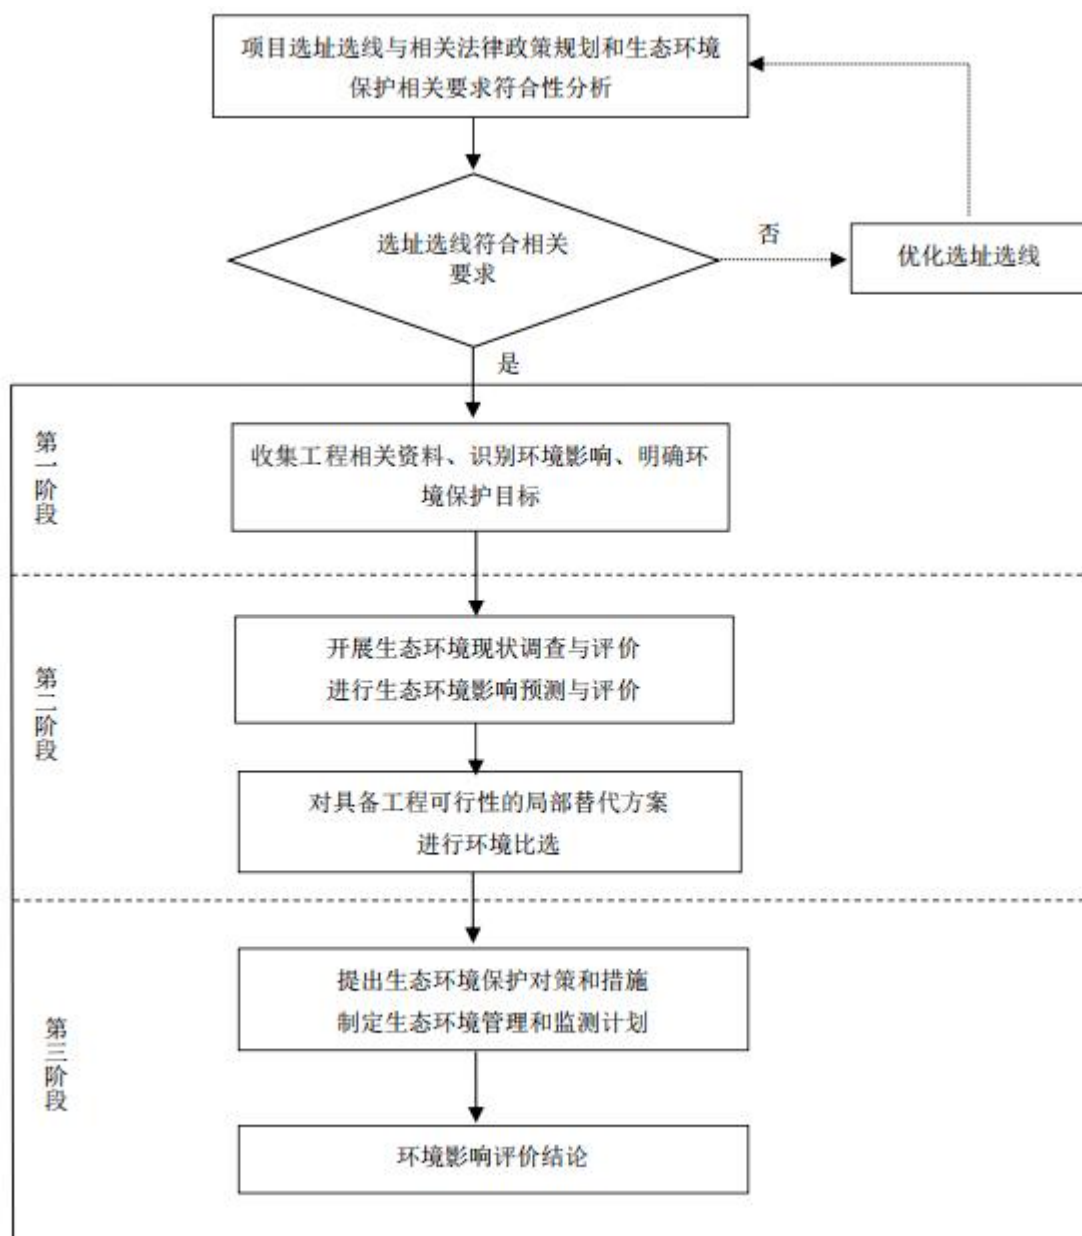 项目选址选线与相关法律政策规划和生态环境
保护相关要求符合性分析
选址选线符合相关
要求
否
优化选址选线
是
第一阶段
收集工程相关资料、识别环境影响、明确环
境保护目标
第二阶段
开展生态环境现状调查与评价
进行生态环境影响预测与评价
对具备工程可行性的局部替代方案
进行环境比选
第三阶段
提出生态环境保护对策和措施
制定生态环境管理和监测计划
环境影响评价结论